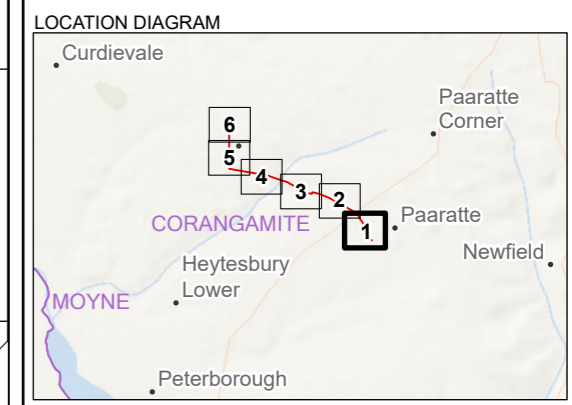 LOCATION DIAGRAM
Curdievale
Paaratte
Corner
6
5
4
3
2
1
Paaratte
CORANGAMITE
Newfield
Heytesbury
Lower
MOYNE
Peterborough